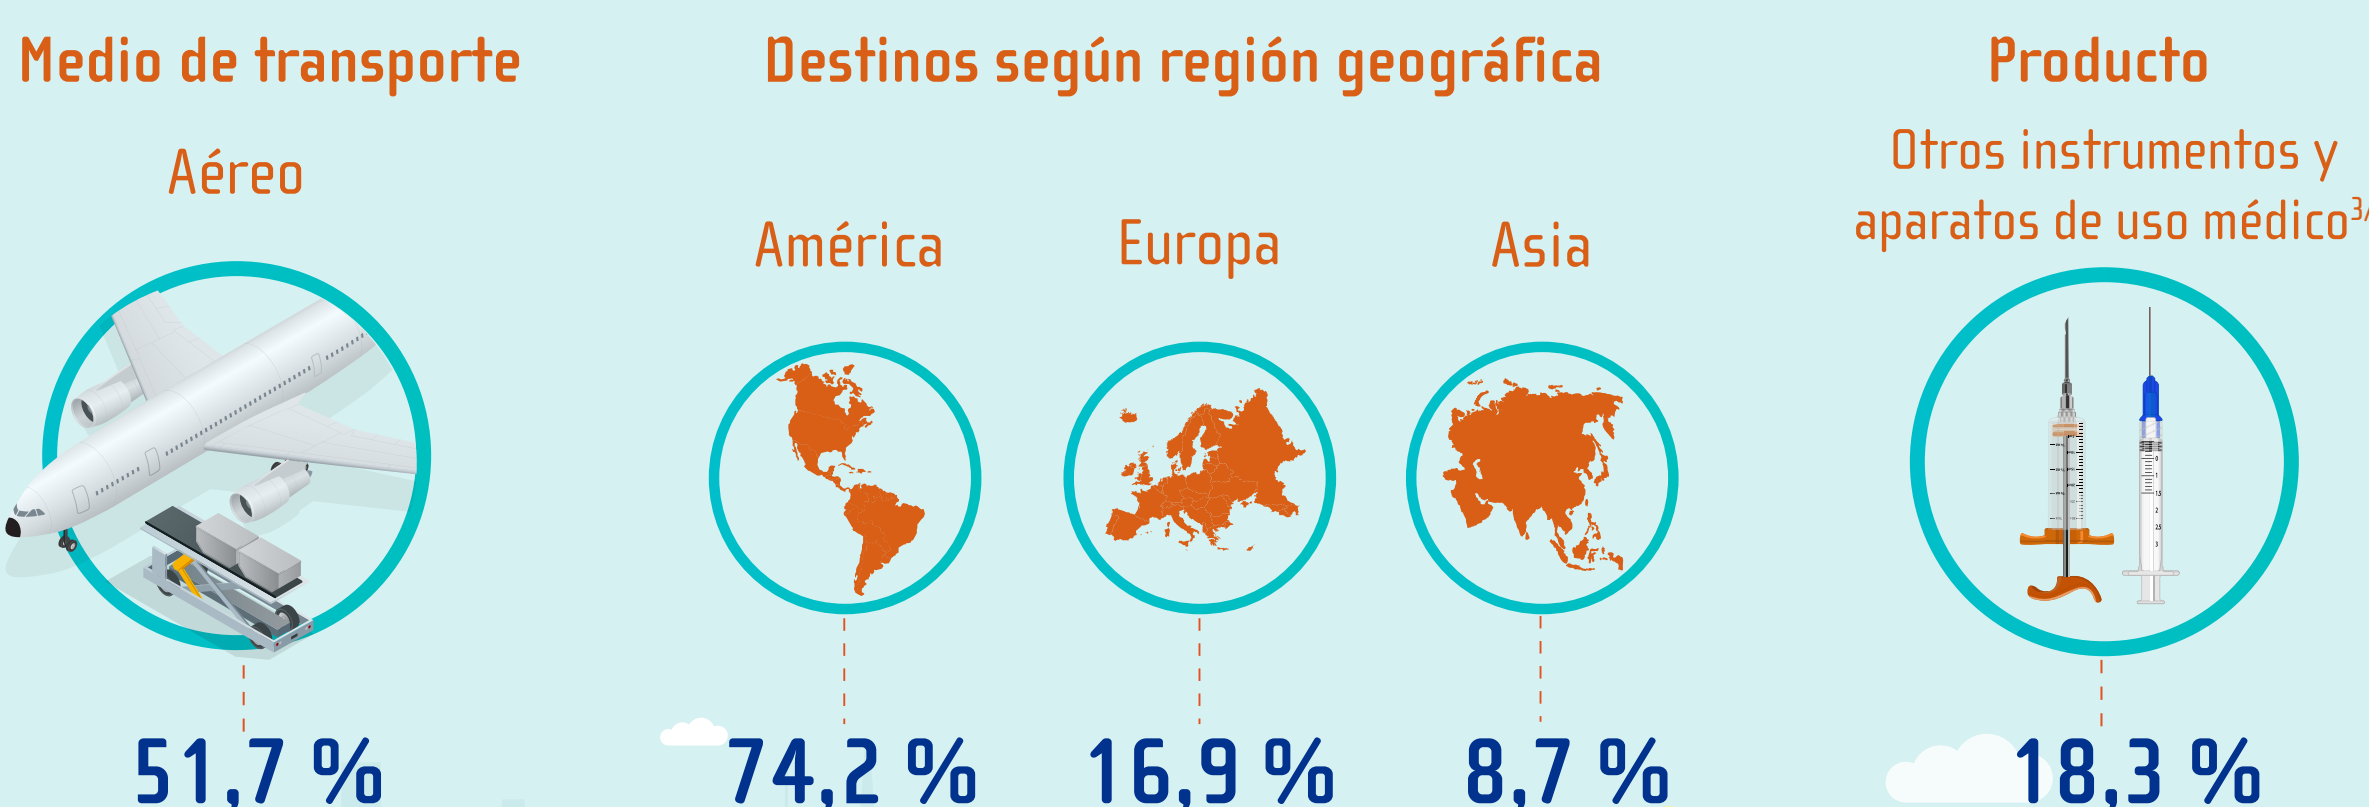 Medio de transporte
Aéreo
51,7 %
Destinos según región geográfica
América
Europa
Asia
74,2 %
16,9 %
8,7 %
Producto
Otros instrumentos y
aparatos de uso médico3/
18,3 %